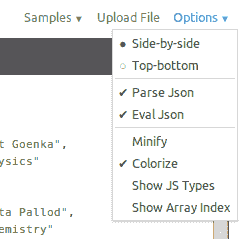 Samples ▾ Upload File Options ▾
● Side-by-side
○ Top-bottom
✔ Parse Json
✔ Eval Json
Minify
✔ Colorize
Show JS Types
Show Array Index
t Goenka",
ysics"
ta Pallod",
emistry"